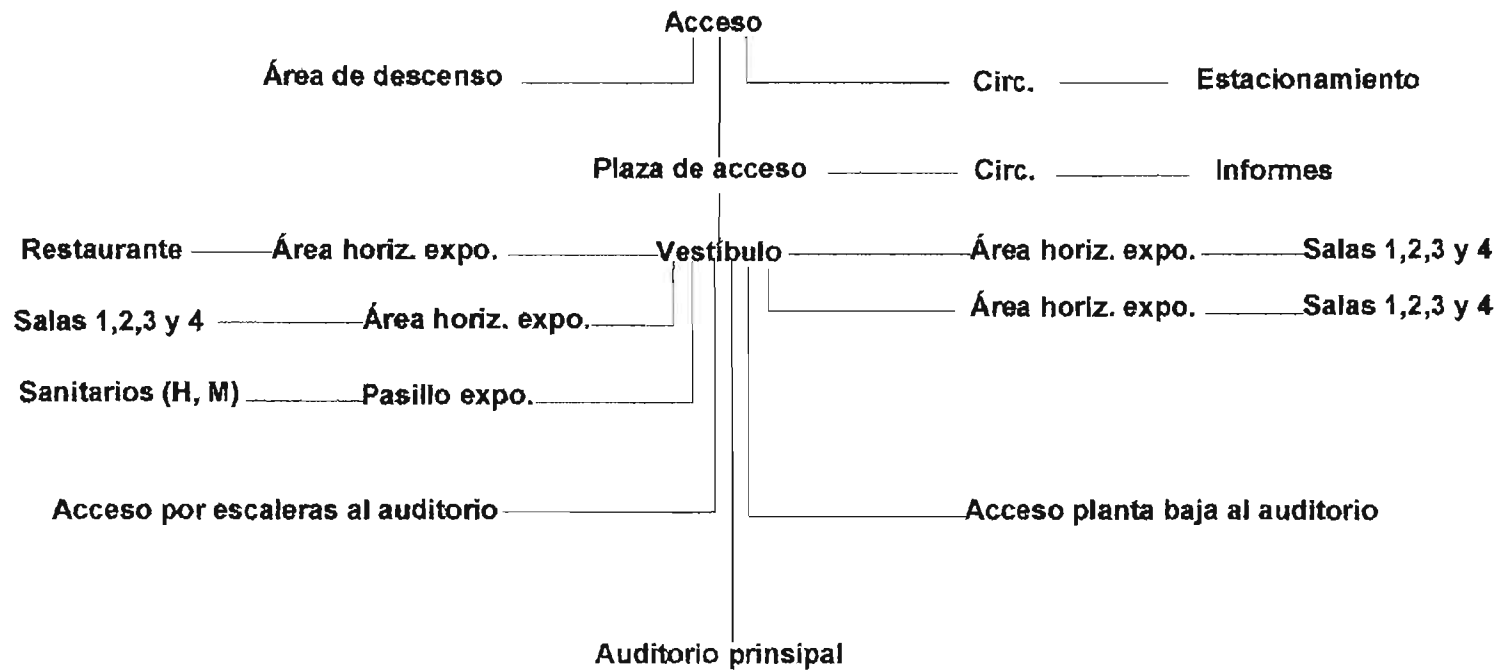 Acceso
Área de descenso Circ. Estacionamiento
Plaza de acceso Circ. Informes
Restaurante Área horiz. expo. Vestíbulo Área horiz. expo. Salas 1,2,3 y 4
Salas 1,2,3 y 4 Área horiz. expo. Área horiz. expo. Salas 1,2,3 y 4
Sanitarios (H, M) Pasillo expo.
Acceso por escaleras al auditorio Acceso planta baja al auditorio
Auditorio prinsipal